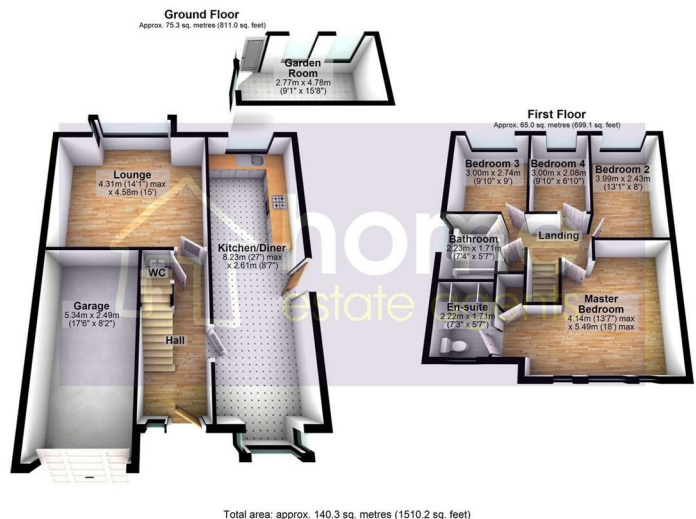 Ground Floor
Approx. 75.3 sq. metres (811.0 sq. feet)
Garden
Room
2.77m x 4.78m
(9'1" x 15'8")
First Floor
Approx. 65.0 sq. metres (699.1 sq. feet)
Lounge
4.31m (14'1") max
x 4.58m (15')
Bedroom 3
3.00m x 2.74m
(9'10" x 9')
Bedroom 4
3.00m x 2.08m
(9'10" x 6'10")
Bedroom 2
3.99m x 2.43m
(13'1" x 8')
Kitchen/Diner
8.23m (27') max
x 2.61m (8'7")
WC
Bathroom
2.23m x 1.71m
(7'4" x 5'7")
Landing
Garage
5.34m x 2.49m
(17'6" x 8'2")
Hall
En-suite
2.22m x 1.71m
(7'3" x 5'7")
Master
Bedroom
4.14m (13'7") max
x 5.49m (18') max
hom
estate agents
Total area: approx. 140.3 sq. metres (1510.2 sq. feet)